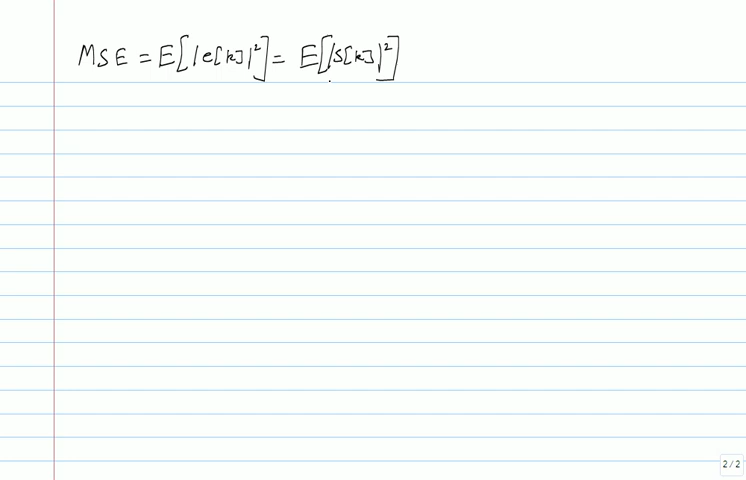 MSE = E[|e[k]|²] = E[|s[k]|²]
2 / 2